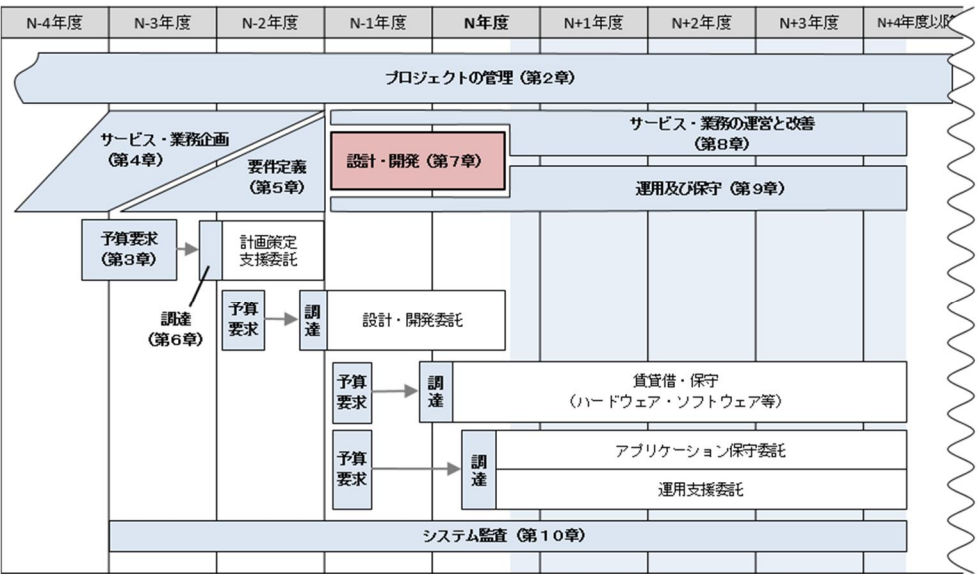 N-4年度
N-3年度
N-2年度
N-1年度
N年度
N+1年度
N+2年度
N+3年度
N+4年度以降
プロジェクトの管理（第2章）
サービス・業務企画
（第4章）
要件定義
（第5章）
設計・開発（第7章）
サービス・業務の運営と改善
（第8章）
運用及び保守（第9章）
予算要求
（第3章）
計画策定
支援委託
調達
（第6章）
予算
要求
調
達
設計・開発委託
予算
要求
調
達
賃貸借・保守
（ハードウェア・ソフトウェア等）
予算
要求
調
達
アプリケーション保守委託
運用支援委託
システム監査（第１０章）